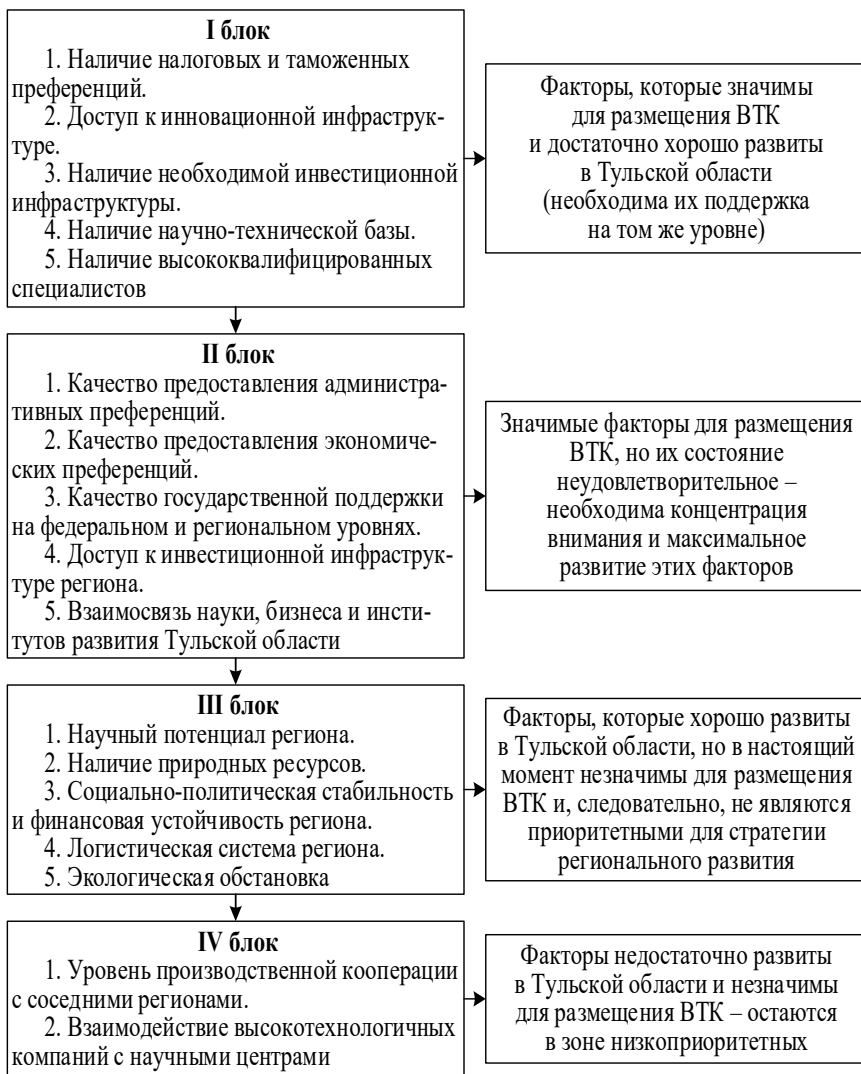 I блок
1. Наличие налоговых и таможенных
преференций.
2. Доступ к инновационной инфраструк-
туре.
3. Наличие необходимой инвестиционной
инфраструктуры.
4. Наличие научно-технической базы.
5. Наличие высококвалифицированных
специалистов
Факторы, которые значимы
для размещения ВТК
и достаточно хорошо развиты
в Тульской области
(необходима их поддержка
на том же уровне)
II блок
1. Качество предоставления администра-
тивных преференций.
2. Качество предоставления экономиче-
ских преференций.
3. Качество государственной поддержки
на федеральном и региональном уровнях.
4. Доступ к инвестиционной инфраструк-
туре региона.
5. Взаимосвязь науки, бизнеса и инсти-
тутов развития Тульской области
Значимые факторы для размещения
ВТК, но их состояние
неудовлетворительное –
необходима концентрация
внимания и максимальное
развитие этих факторов
III блок
1. Научный потенциал региона.
2. Наличие природных ресурсов.
3. Социально-политическая стабильность
и финансовая устойчивость региона.
4. Логистическая система региона.
5. Экологическая обстановка
Факторы, которые хорошо развиты
в Тульской области, но в настоящий
момент незначимы для размещения
ВТК и, следовательно, не являются
приоритетными для стратегии
регионального развития
IV блок
1. Уровень производственной кооперации
с соседними регионами.
2. Взаимодействие высокотехнологичных
компаний с научными центрами
Факторы недостаточно развиты
в Тульской области и незначимы
для размещения ВТК – остаются
в зоне низкоприоритетных